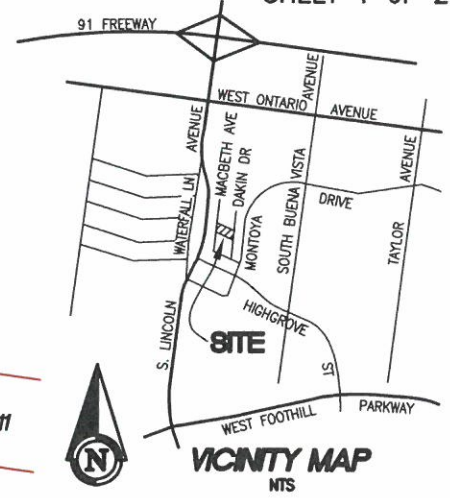 SHEET 1 OF 2
91 FREEWAY
AVENUE
WEST ONTARIO AVENUE
AVENUE
MACBETH AVE
DAKIN DR
WATERFALL LN
MONTOYA
DRIVE
SOUTH BUENA VISTA
AVENUE
TAYLOR
S. LINCOLN
HIGHGROVE
ST
SITE
WEST FOOTHILL PARKWAY
N
VICINITY MAP
NTS